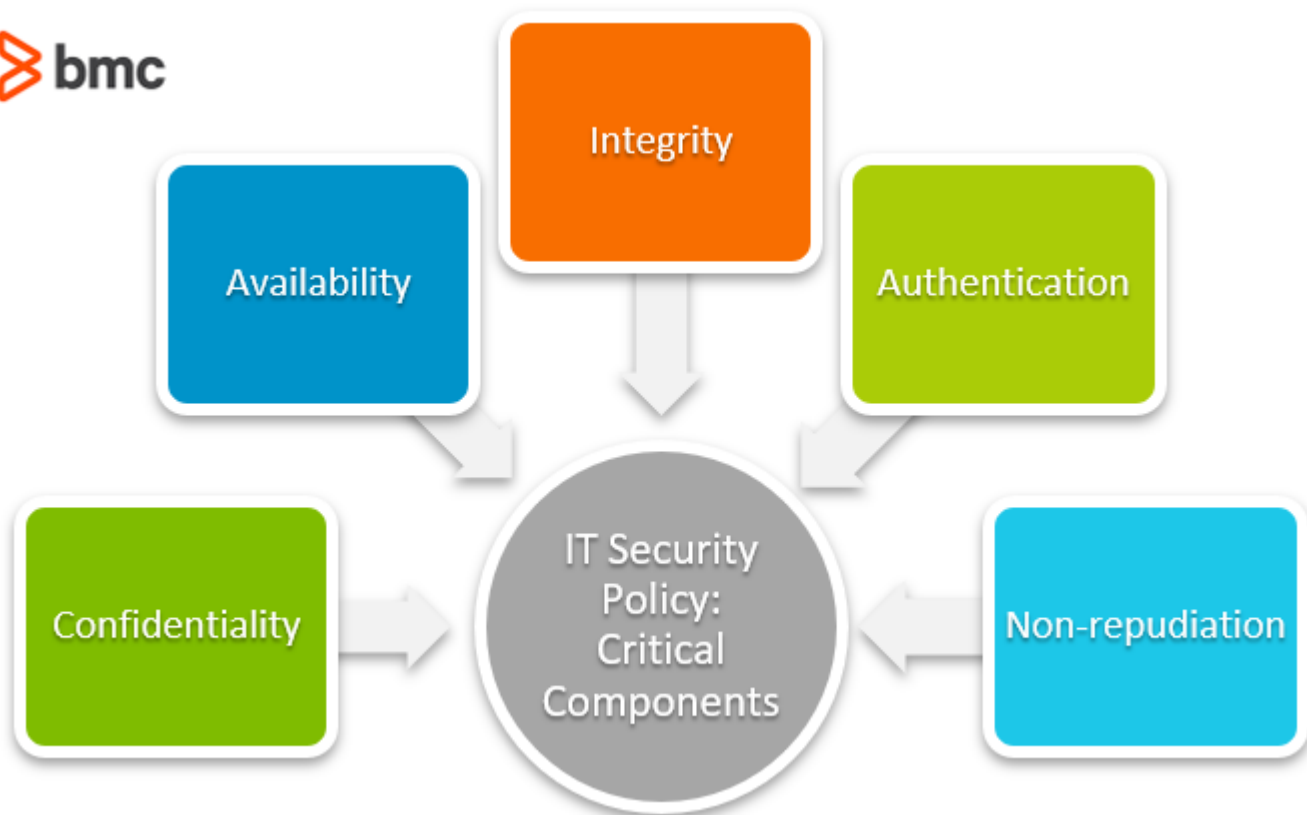 bmc
Integrity
Availability
Authentication
Confidentiality
IT Security
Policy:
Critical
Components
Non-repudiation